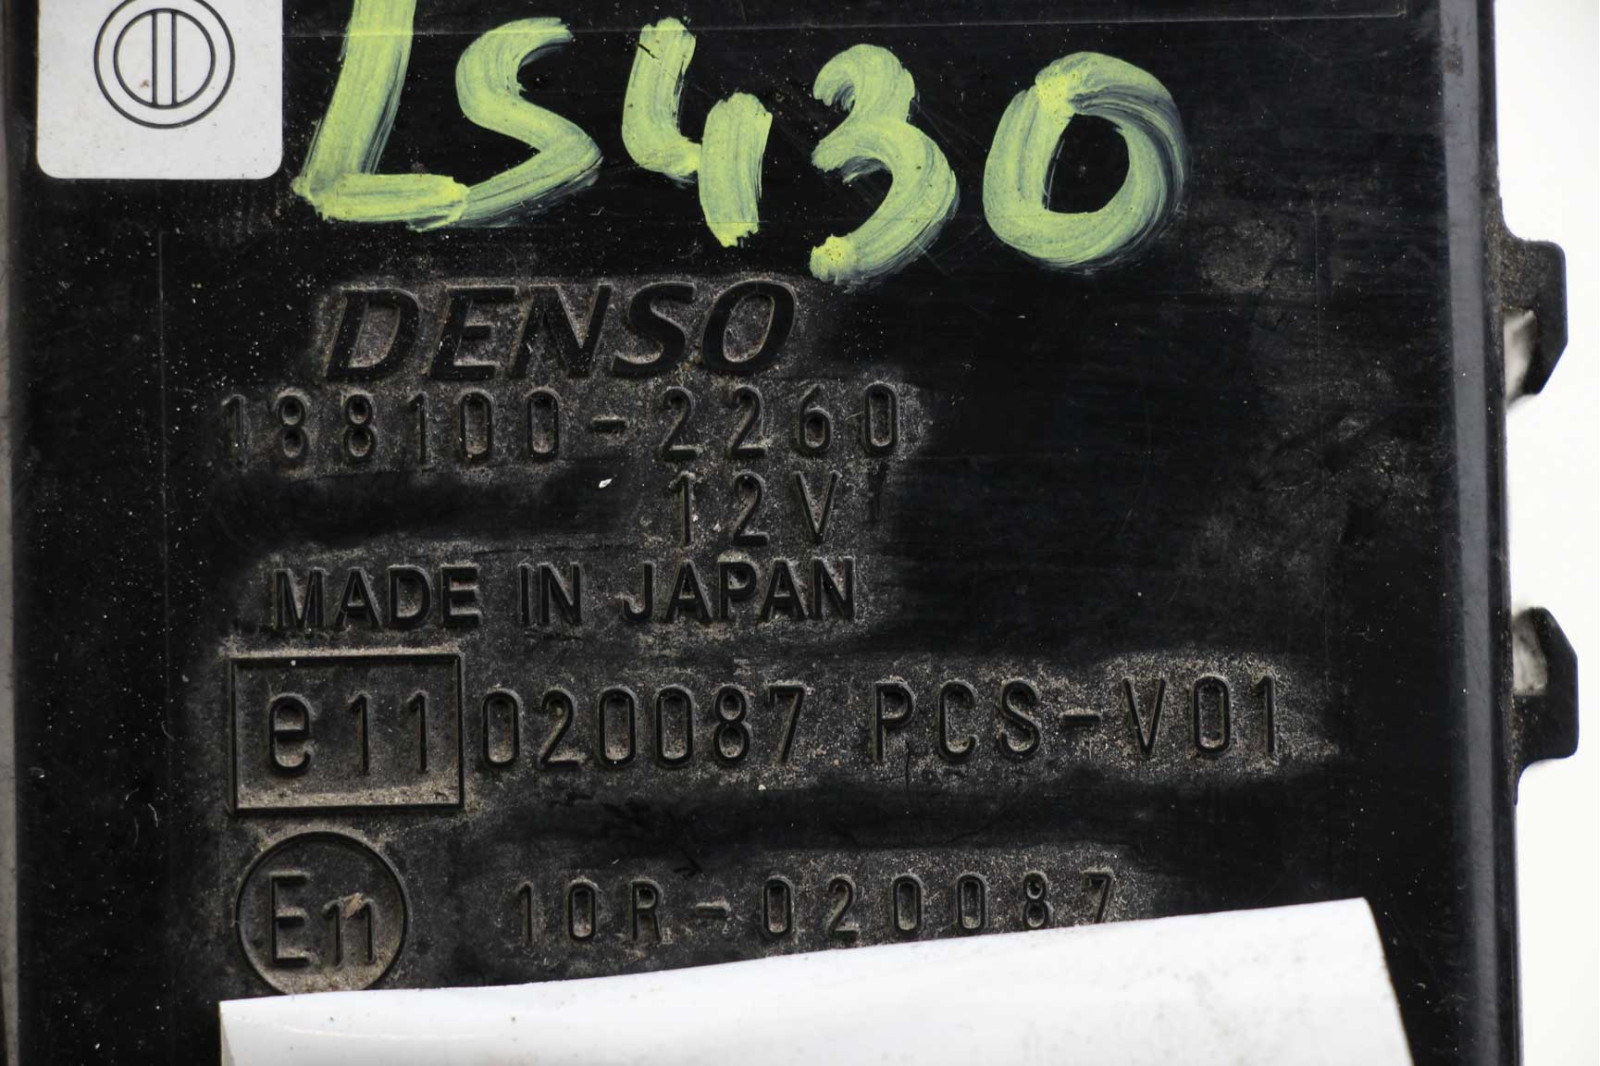 LS430
DENSO
188100-2260
12V
MADE IN JAPAN
e11 020087 PCS-V01
E11 10R-020087